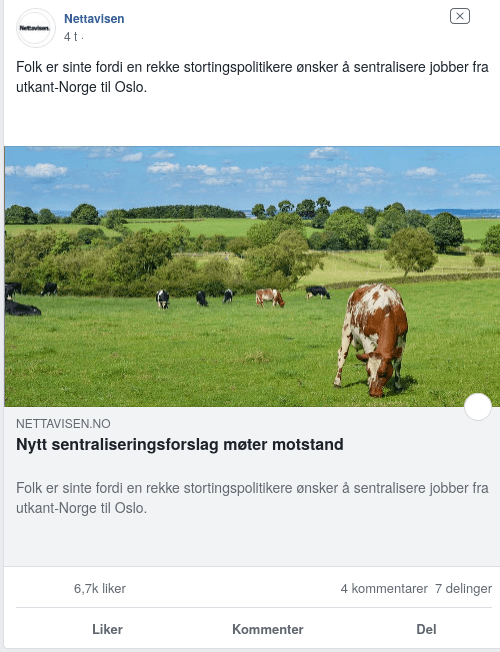 Nettavisen.
Nettavisen
4 t ·
Folk er sinte fordi en rekke stortingspolitikere ønsker å sentralisere jobber fra
utkant-Norge til Oslo.
NETTAVISEN.NO
Nytt sentraliseringsforslag møter motstand
Folk er sinte fordi en rekke stortingspolitikere ønsker å sentralisere jobber fra
utkant-Norge til Oslo.
6,7k liker 4 kommentarer 7 delinger
Liker Kommenter Del